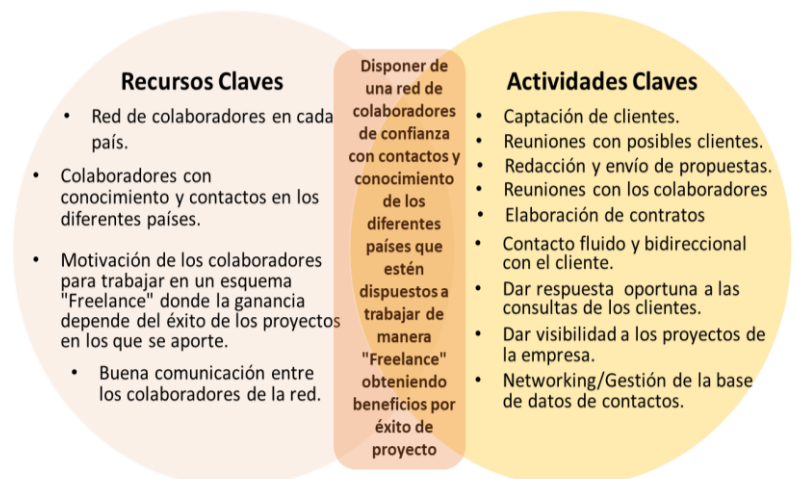 Recursos Claves
• Red de colaboradores en cada
país.
• Colaboradores con
conocimiento y contactos en los
diferentes países.
• Motivación de los colaboradores
para trabajar en un esquema
"Freelance" donde la ganancia
depende del éxito de los proyectos
en los que se aporte.
• Buena comunicación entre
los colaboradores de la red.
Disponer de
una red de
colaboradores
de confianza
con contactos y
conocimiento
de los
diferentes
países que
estén
dispuestos a
trabajar de
manera
"Freelance"
obteniendo
beneficios por
éxito de
proyecto
Actividades Claves
• Captación de clientes.
• Reuniones con posibles clientes.
• Redacción y envío de propuestas.
• Reuniones con los colaboradores
• Elaboración de contratos
• Contacto fluido y bidireccional
con el cliente.
• Dar respuesta oportuna a las
consultas de los clientes.
• Dar visibilidad a los proyectos de
la empresa.
• Networking/Gestión de la base
de datos de contactos.